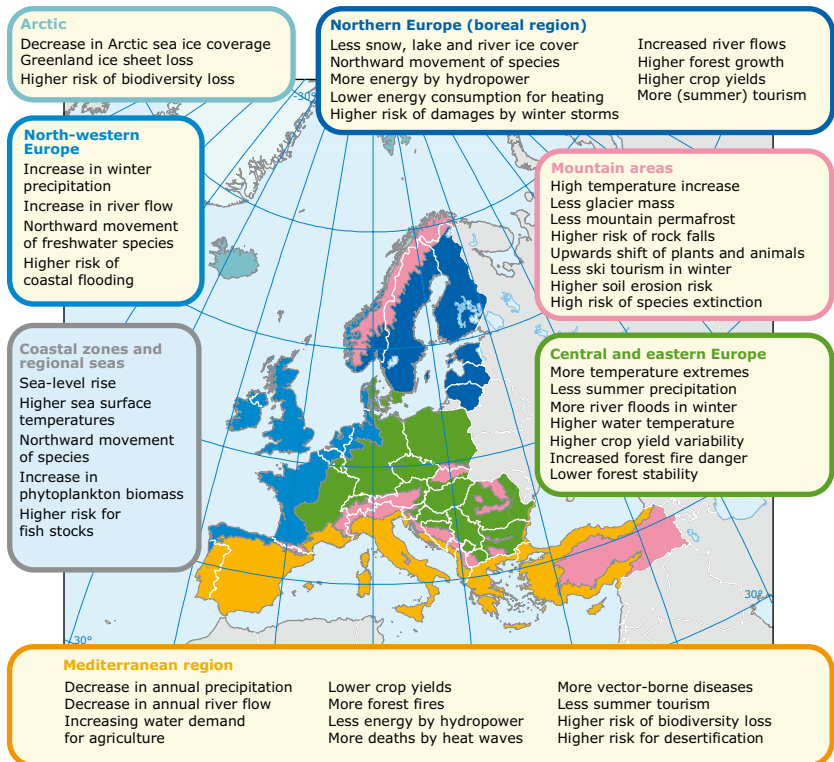 Arctic
Decrease in Arctic sea ice coverage
Greenland ice sheet loss
Higher risk of biodiversity loss
Northern Europe (boreal region)
Less snow, lake and river ice cover
Northward movement of species
More energy by hydropower
Lower energy consumption for heating
Higher risk of damages by winter storms
Increased river flows
Higher forest growth
Higher crop yields
More (summer) tourism
-30°
North-western
Europe
Increase in winter
precipitation
Increase in river flow
Northward movement
of freshwater species
Higher risk of
coastal flooding
Mountain areas
High temperature increase
Less glacier mass
Less mountain permafrost
Higher risk of rock falls
Upwards shift of plants and animals
Less ski tourism in winter
Higher soil erosion risk
High risk of species extinction
Coastal zones and
regional seas
Sea-level rise
Higher sea surface
temperatures
Northward movement
of species
Increase in
phytoplankton biomass
Higher risk for
fish stocks
Central and eastern Europe
More temperature extremes
Less summer precipitation
More river floods in winter
Higher water temperature
Higher crop yield variability
Increased forest fire danger
Lower forest stability
30°
-30°
Mediterranean region
Decrease in annual precipitation
Decrease in annual river flow
Increasing water demand
for agriculture
Lower crop yields
More forest fires
Less energy by hydropower
More deaths by heat waves
More vector-borne diseases
Less summer tourism
Higher risk of biodiversity loss
Higher risk for desertification